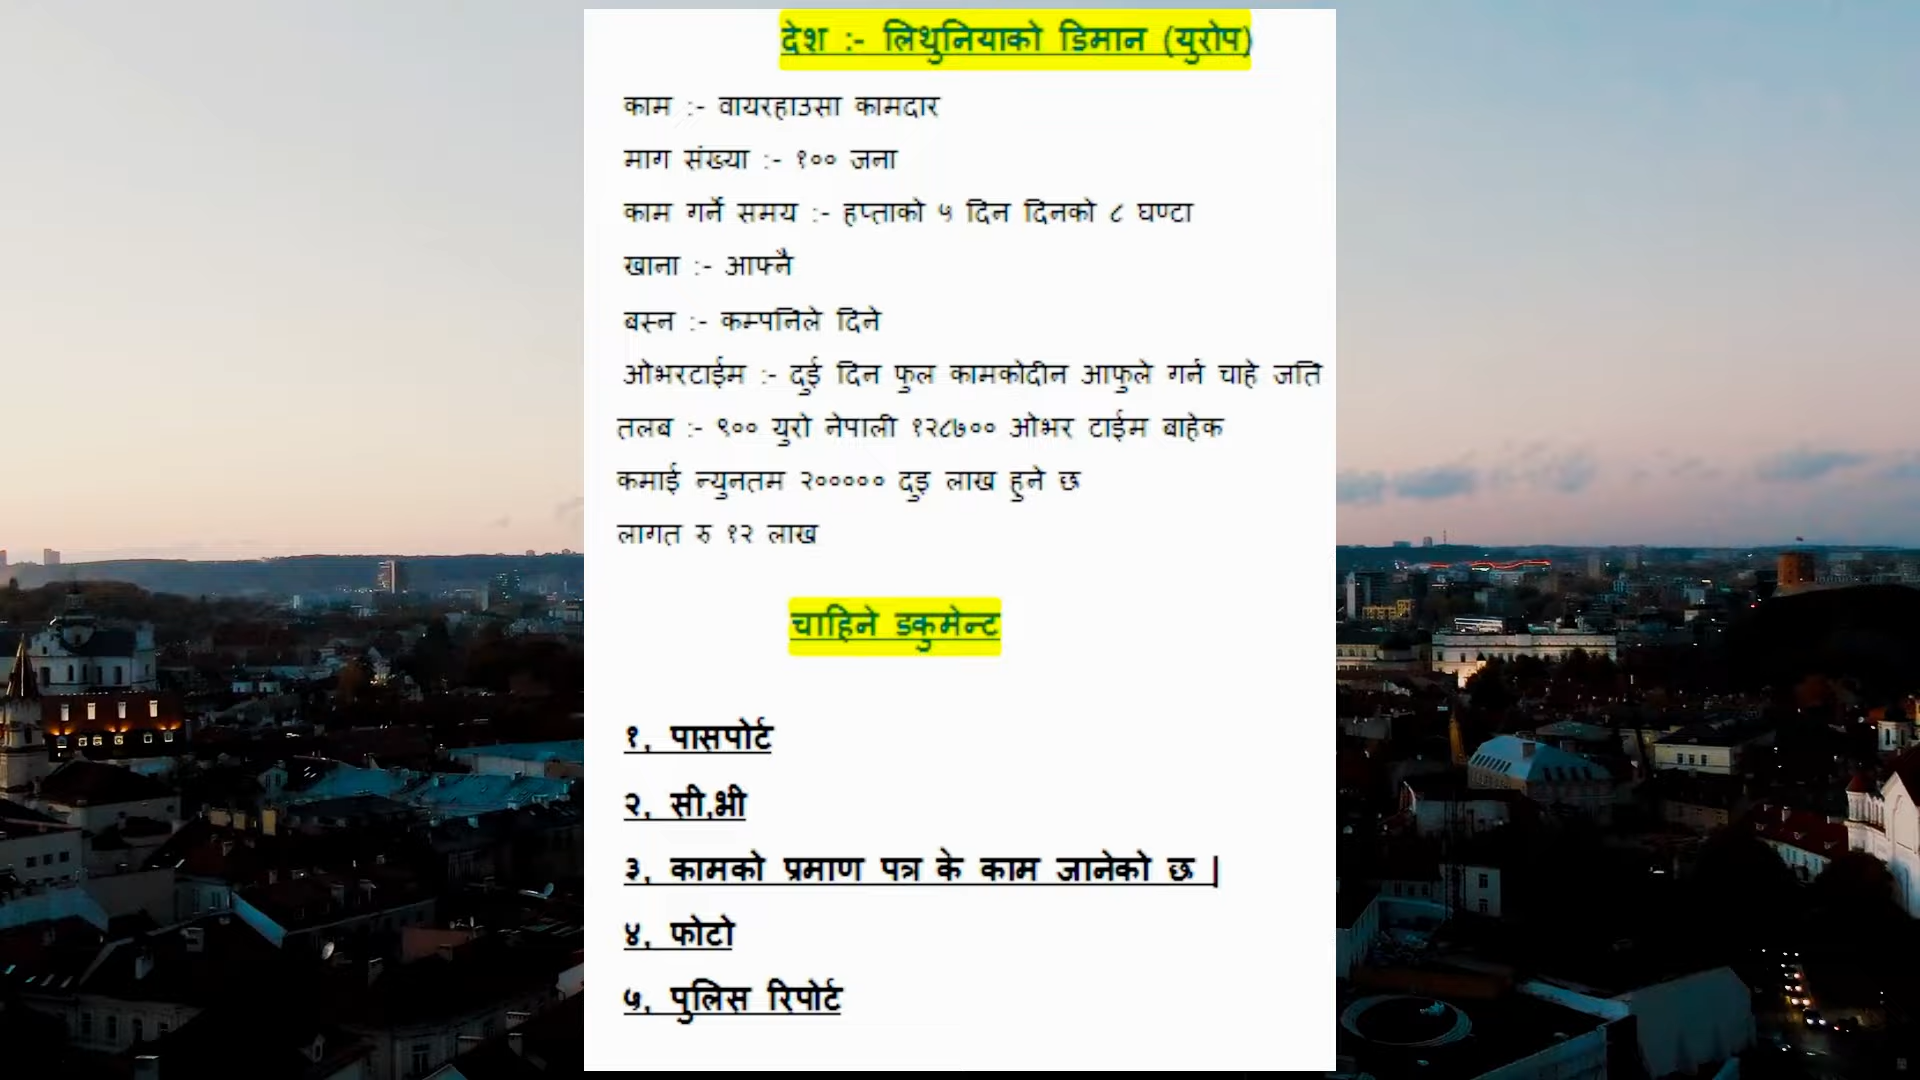 देश :- लिथुनियाको डिमान (युरोप)
काम :- वायरहाउसा कामदार
माग संख्या :- १०० जना
काम गर्ने समय :- हप्ताको ५ दिन दिनको ८ घण्टा
खाना :- आफ्नै
बस्न :- कम्पनिले दिने
ओभरटाईम :- दुई दिन फुल कामकोदीन आफुले गर्न चाहे जति
तलब :- ९०० युरो नेपाली १२८७०० ओभर टाईम बाहेक
कमाई न्युनतम २००००० दुइ लाख हुने छ
लागत रु १२ लाख
चाहिने डकुमेन्ट
१, पासपोर्ट
२, सी,भी
३, कामको प्रमाण पत्र के काम जानेको छ |
४, फोटो
५, पुलिस रिपोर्ट